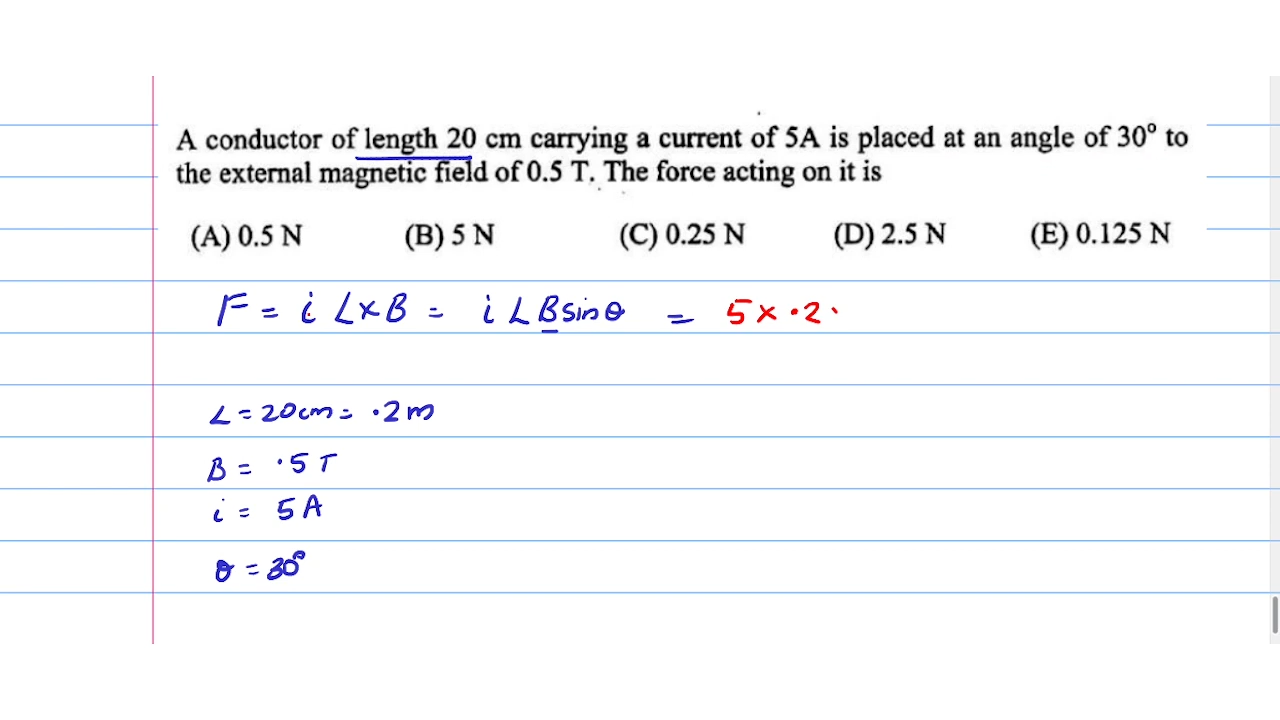 A conductor of length 20 cm carrying a current of 5A is placed at an angle of 30° to
the external magnetic field of 0.5 T. The force acting on it is
(A) 0.5 N (B) 5 N (C) 0.25 N (D) 2.5 N (E) 0.125 N
F = i L×B = i L B sin θ = 5 × .2
L = 20cm = .2m
B = .5 T
i = 5 A
θ = 30°